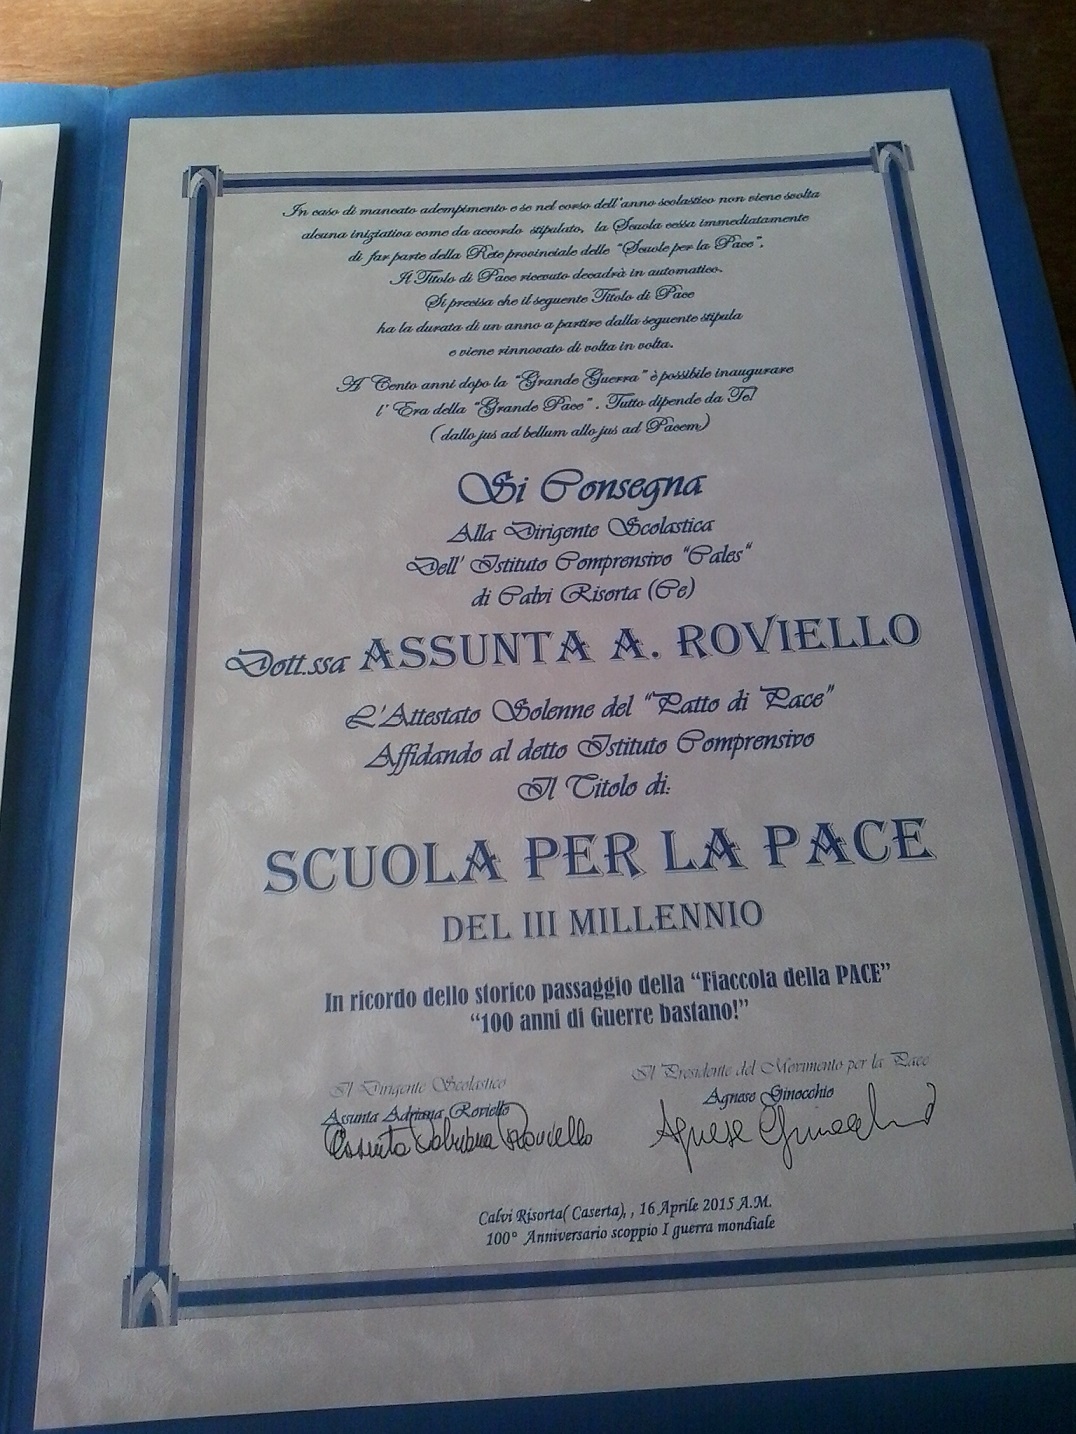 In caso di mancato adempimento e se nel corso dell'anno scolastico non viene svolta
alcuna iniziativa come da accordo stipulato, la Scuola cessa immediatamente
di far parte della Rete provinciale delle "Scuole per la Pace".
Il Titolo di Pace ricevuto decadrà in automatico.
Si precisa che il seguente Titolo di Pace
ha la durata di un anno a partire dalla seguente stipula
e viene rinnovato di volta in volta.
A Cento anni dopo la "Grande Guerra" è possibile inaugurare
l' Era della "Grande Pace". Tutto dipende da Te!
(dallo jus ad bellum allo jus ad Pacem)
Si Consegna
Alla Dirigente Scolastica
Dell' Istituto Comprensivo "Cales"
di Calvi Risorta (Ce)
Dott.ssa ASSUNTA A. ROVIELLO
L'Attestato Solenne del "Patto di Pace"
Affidando al detto Istituto Comprensivo
Il Titolo di:
SCUOLA PER LA PACE
DEL III MILLENNIO
In ricordo dello storico passaggio della "Fiaccola della PACE"
"100 anni di Guerre bastano!"
Il Dirigente Scolastico
Assunta Adriana Roviello
Assunta Adriana Roviello
Il Presidente del Movimento per la Pace
Agnese Ginocchio
Agnese Ginocchio
Calvi Risorta( Caserta), , 16 Aprile 2015 A.M.
100° Anniversario scoppio I guerra mondiale